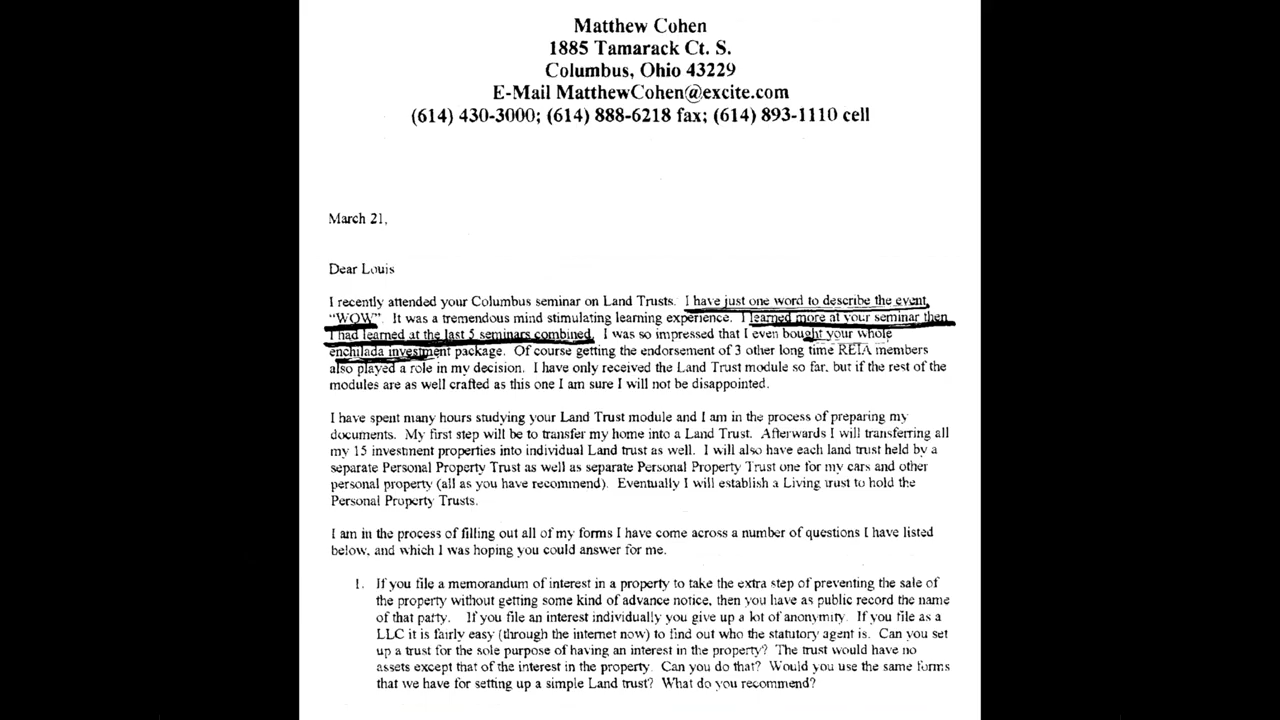 Matthew Cohen
1885 Tamarack Ct. S.
Columbus, Ohio 43229
E-Mail MatthewCohen@excite.com
(614) 430-3000; (614) 888-6218 fax; (614) 893-1110 cell
March 21,
Dear Louis
I recently attended your Columbus seminar on Land Trusts. I have just one word to describe the event,
“WOW”. It was a tremendous mind stimulating learning experience. I learned more at your seminar then
I had learned at the last 5 seminars combined. I was so impressed that I even bought your whole
enchilada investment package. Of course getting the endorsement of 3 other long time REIA members
also played a role in my decision. I have only received the Land Trust module so far, but if the rest of the
modules are as well crafted as this one I am sure I will not be disappointed.
I have spent many hours studying your Land Trust module and I am in the process of preparing my
documents. My first step will be to transfer my home into a Land Trust. Afterwards I will transferring all
my 15 investment properties into individual Land trust as well. I will also have each land trust held by a
separate Personal Property Trust as well as separate Personal Property Trust one for my cars and other
personal property (all as you have recommend). Eventually I will establish a Living trust to hold the
Personal Property Trusts.
I am in the process of filling out all of my forms I have come across a number of questions I have listed
below, and which I was hoping you could answer for me.
1. If you file a memorandum of interest in a property to take the extra step of preventing the sale of
the property without getting some kind of advance notice, then you have as public record the name
of that party. If you file an interest individually you give up a lot of anonymity. If you file as a
LLC it is fairly easy (through the internet now) to find out who the statutory agent is. Can you set
up a trust for the sole purpose of having an interest in the property? The trust would have no
assets except that of the interest in the property. Can you do that? Would you use the same forms
that we have for setting up a simple Land trust? What do you recommend?